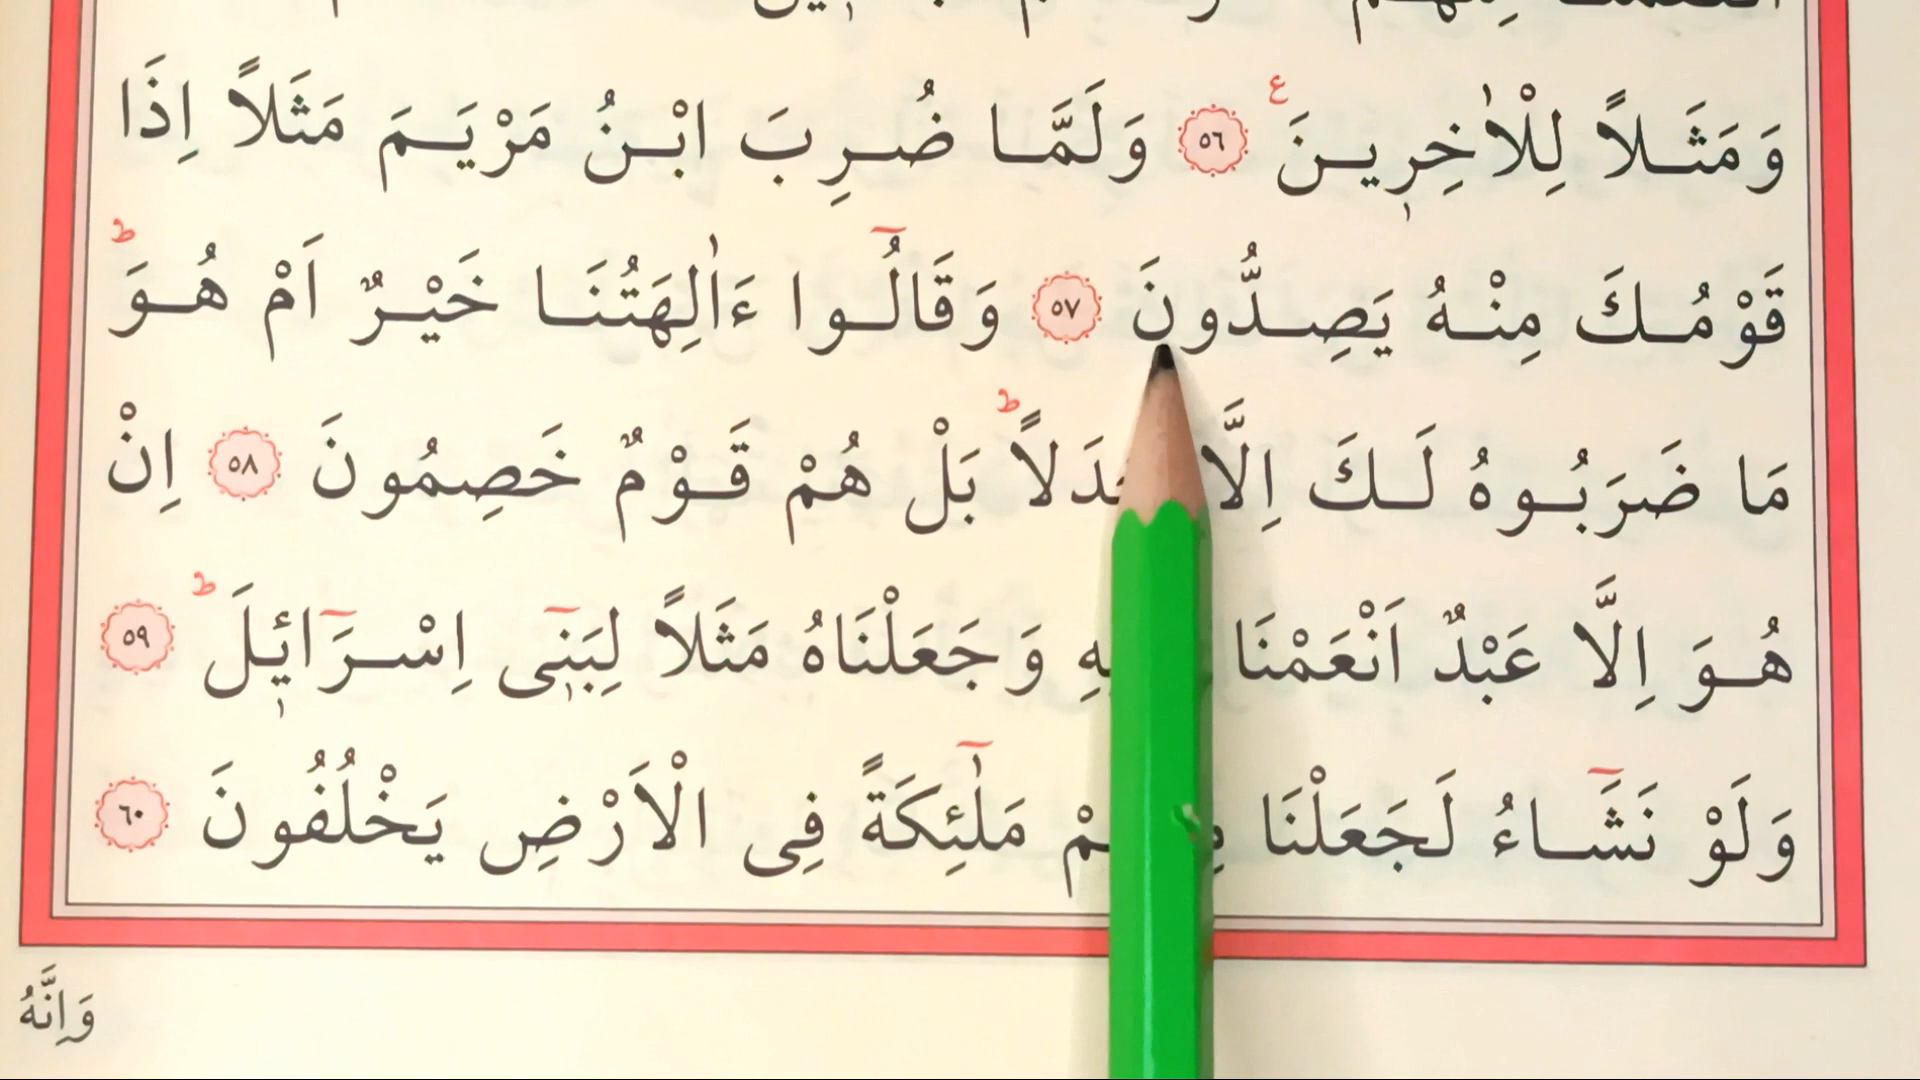 وَمَثَلاً لِلْاٰخِرِينَ ﴿٥٦﴾ وَلَمَّا ضُرِبَ ابْنُ مَرْيَمَ مَثَلاً اِذَا
قَوْمُكَ مِنْهُ يَصِدُّونَ ﴿٥٧﴾ وَقَالُٓوا ءَاٰلِهَتُنَا خَيْرٌ اَمْ هُوَۜ
مَا ضَرَبُوهُ لَكَ اِلَّا بَلْ هُمْ قَوْمٌ خَصِمُونَ ﴿٥٨﴾ اِنْ
هُوَ اِلَّا عَبْدٌ اَنْعَمْنَا وَجَعَلْنَاهُ مَثَلاً لِبَنِٓى اِسْرَٓائِلَۜ ﴿٥٩﴾
وَلَوْ نَشَٓاءُ لَجَعَلْنَا مَلٰٓئِكَةً فِى الْاَرْضِ يَخْلُفُونَ ﴿٦٠﴾
وَاِنَّهُ